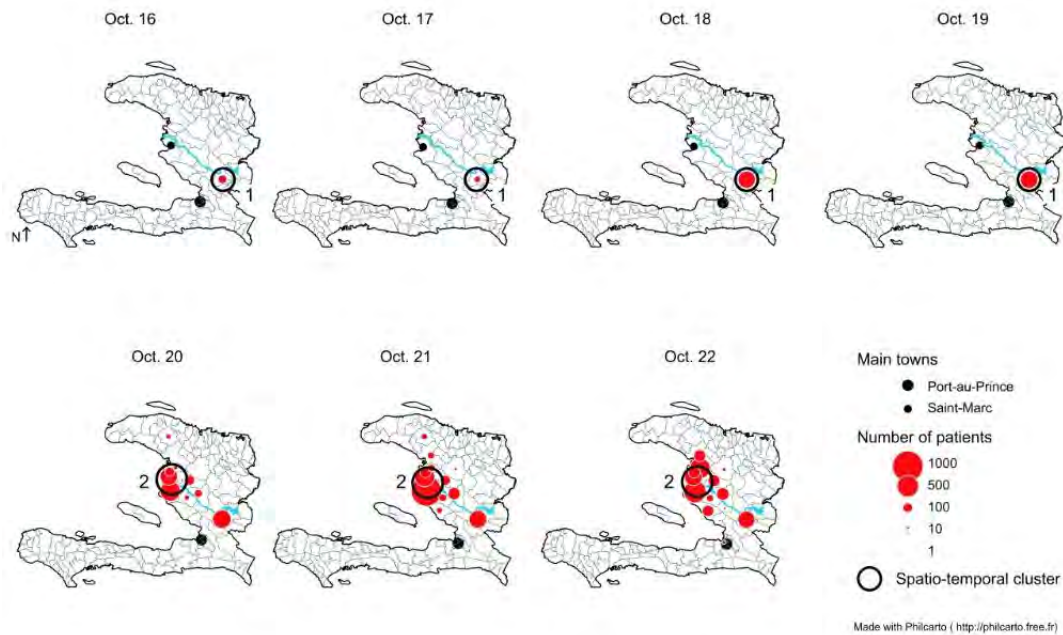 Oct. 16
Oct. 17
Oct. 18
Oct. 19
1
1
1
1
N
Oct. 20
Oct. 21
Oct. 22
2
2
2
Main towns
Port-au-Prince
Saint-Marc
Number of patients
1000
500
100
10
1
Spatio-temporal cluster
Made with Philcarto ( http://philcarto.free.fr)